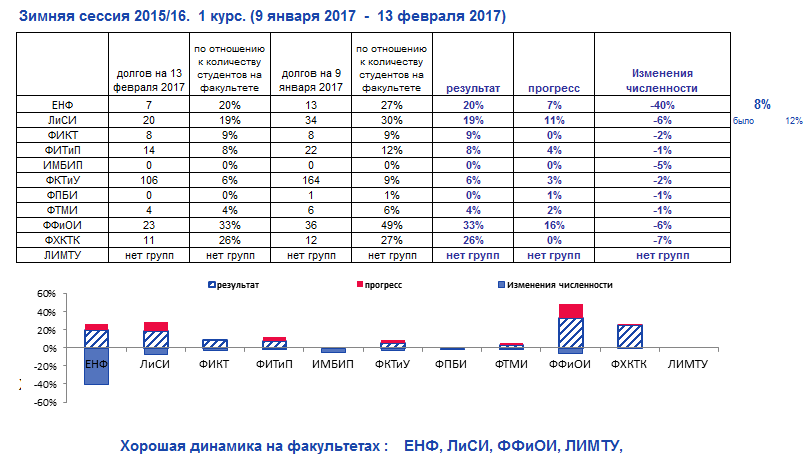 Зимняя сессия 2015/16. 1 курс. (9 января 2017 - 13 февраля 2017)
долгов на 13 февраля 2017 по отношению к количеству студентов на факультете долгов на 9 января 2017 по отношению к количеству студентов на факультете результат прогресс Изменения численности
ЕНФ 7 20% 13 27% 20% 7% -40% 8%
ЛиСИ 20 19% 34 30% 19% 11% -6% было 12%
ФИКТ 8 9% 8 9% 9% 0% -2%
ФИТиП 14 8% 22 12% 8% 4% -1%
ИМБИП 0 0% 0 0% 0% 0% -5%
ФКТиУ 106 6% 164 9% 6% 3% -2%
ФПБИ 0 0% 1 1% 0% 1% -1%
ФТМИ 4 4% 6 6% 4% 2% -1%
ФФиОИ 23 33% 36 49% 33% 16% -6%
ФХКТК 11 26% 12 27% 26% 0% -7%
ЛИМТУ нет групп нет групп нет групп нет групп нет групп нет групп нет групп
результат прогресс Изменения численности
60%
40%
20%
0%
ЕНФ ЛиСИ ФИКТ ФИТиП ИМБИП ФКТиУ ФПБИ ФТМИ ФФиОИ ФХКТК ЛИМТУ
-20%
-40%
-60%
Хорошая динамика на факультетах : ЕНФ, ЛиСИ, ФФиОИ, ЛИМТУ,